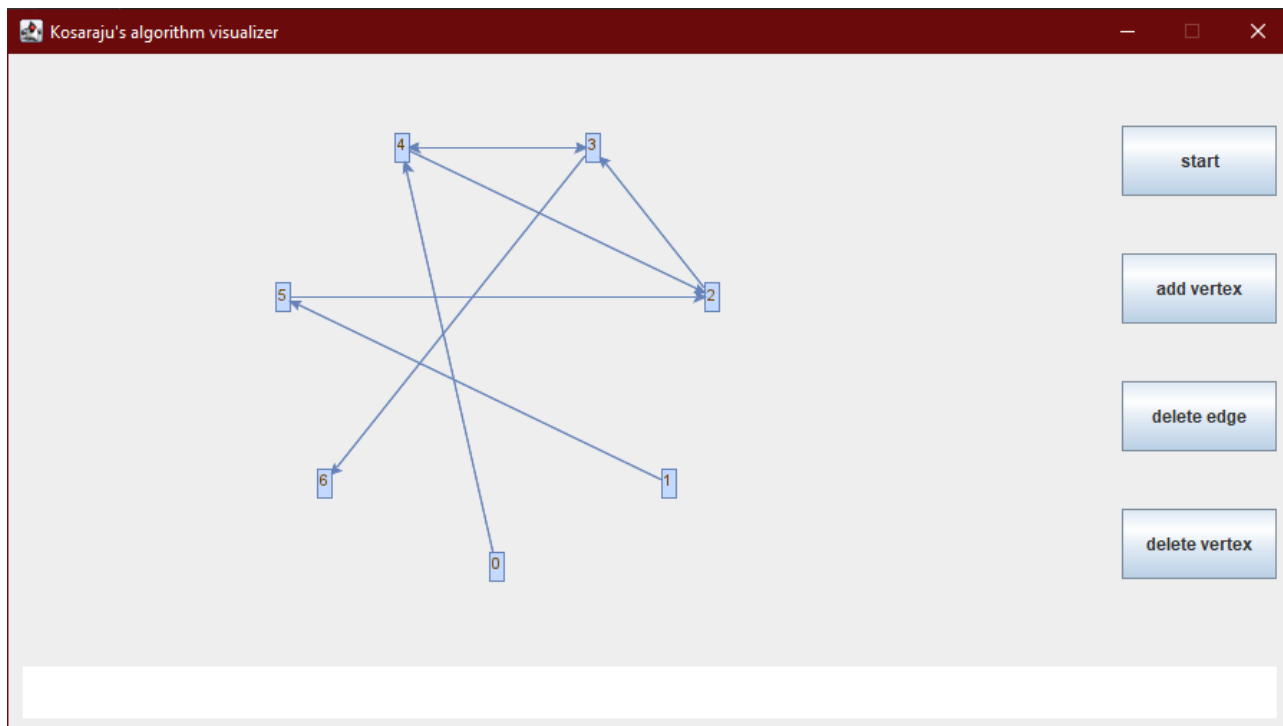 Kosaraju's algorithm visualizer
4
3
start
add vertex
5
2
delete edge
6
1
delete vertex
0